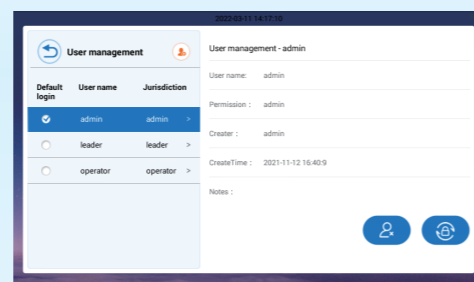 2022-03-11 14:17:10
User management
Default login
User name
Jurisdiction
admin
admin >
leader
leader >
operator
operator >
User management - admin
User name: admin
Permission : admin
Creater : admin
CreateTime : 2021-11-12 16:40:9
Notes :